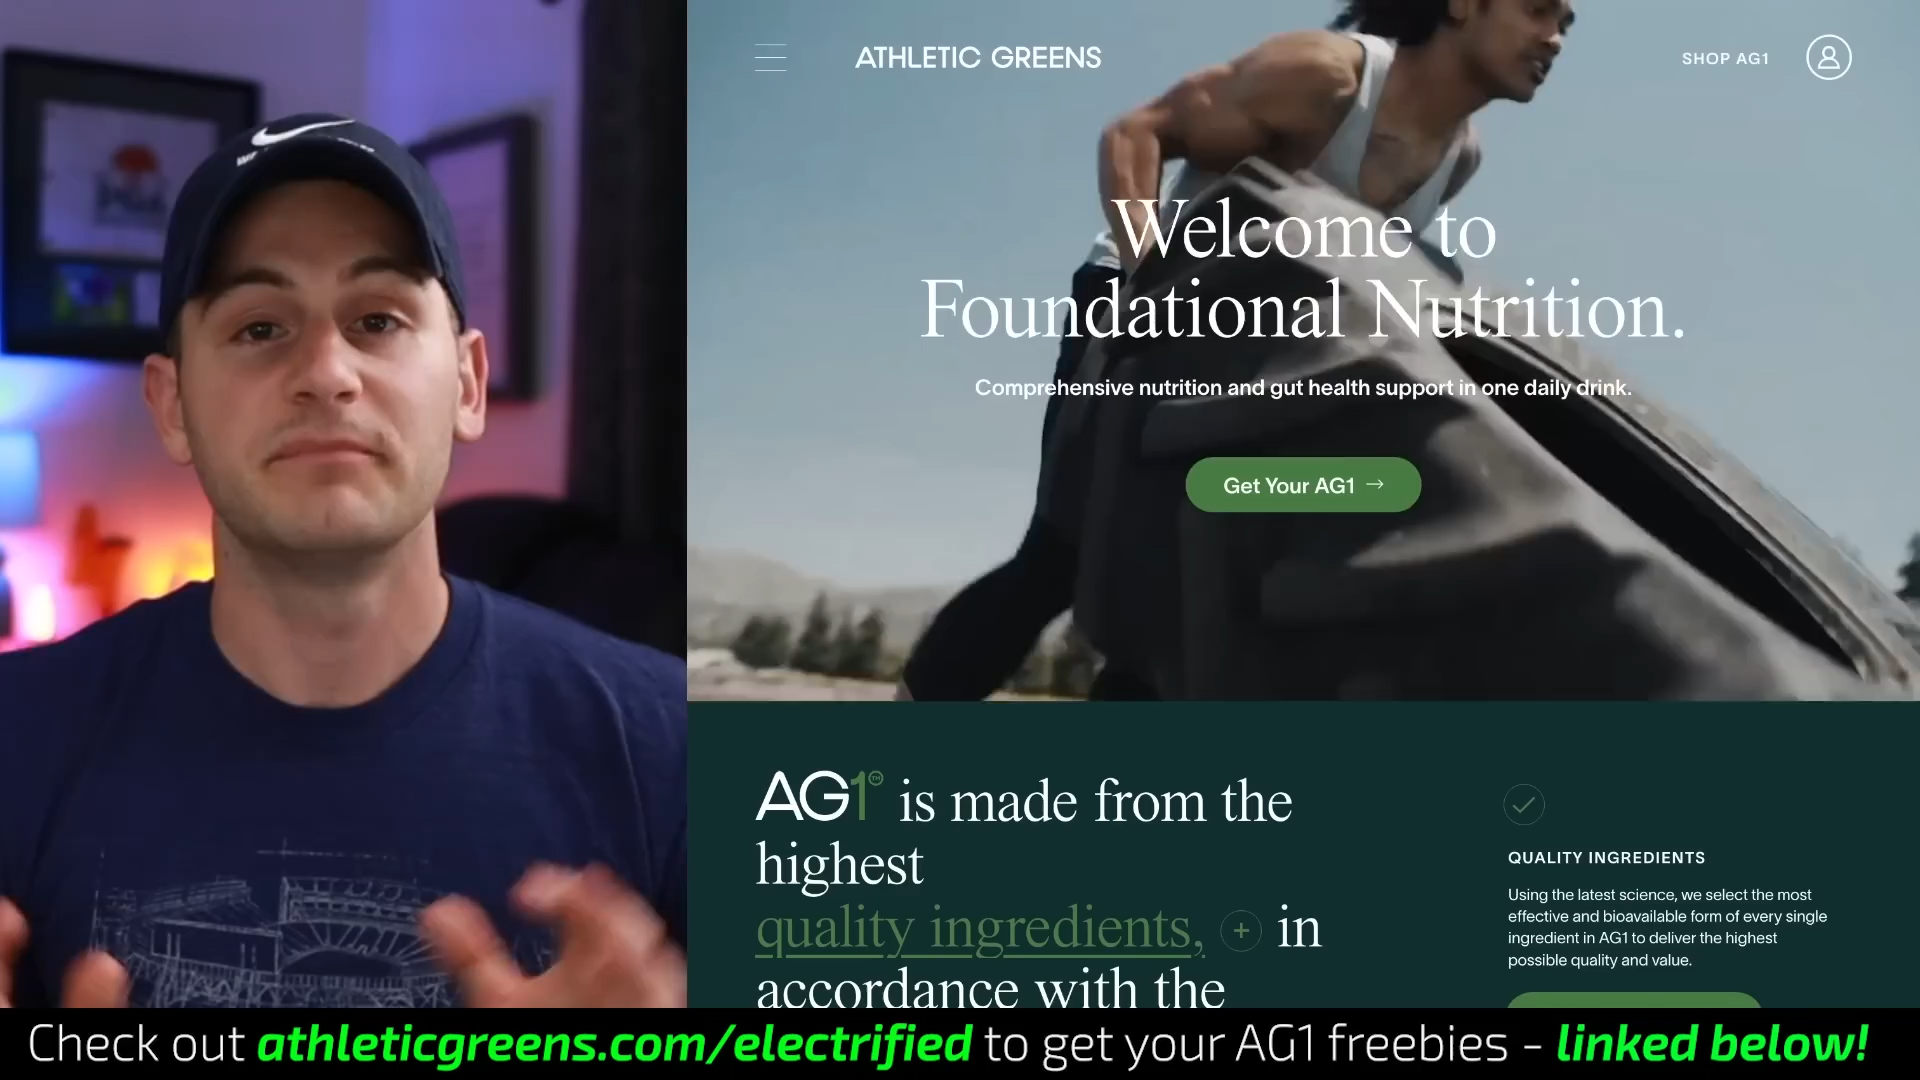 ATHLETIC GREENS
SHOP AG1
Welcome to
Foundational Nutrition.
Comprehensive nutrition and gut health support in one daily drink.
Get Your AG1 →
AG1™ is made from the
highest
quality ingredients, + in
accordance with the
QUALITY INGREDIENTS
Using the latest science, we select the most
effective and bioavailable form of every single
ingredient in AG1 to deliver the highest
possible quality and value.
Check out athleticgreens.com/electrified to get your AG1 freebies - linked below!